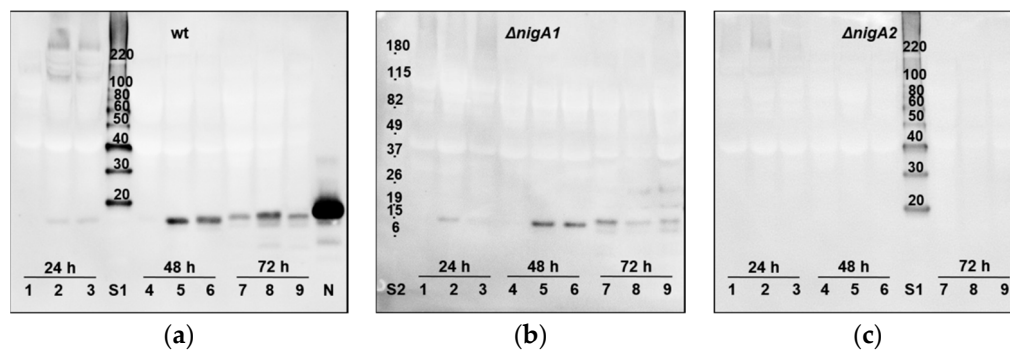 wt
220
100
80
60
50
40
30
20
24 h 48 h 72 h
1 2 3 S1 4 5 6 7 8 9 N
(a)
ΔnigA1
180
115
82
49
37
26
19
15
6
24 h 48 h 72 h
S2 1 2 3 4 5 6 7 8 9
(b)
ΔnigA2
220
100
80
60
50
40
30
20
24 h 48 h 72 h
1 2 3 4 5 6 S1 7 8 9
(c)